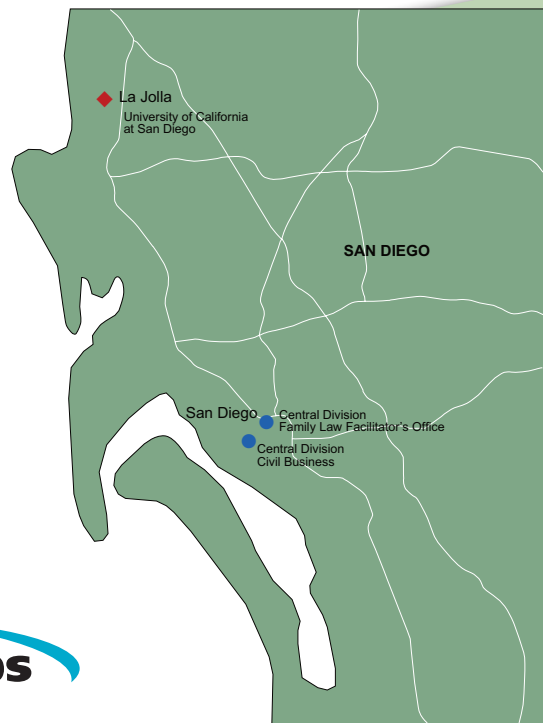 La Jolla
University of California
at San Diego
SAN DIEGO
San Diego
Central Division
Family Law Facilitator's Office
Central Division
Civil Business